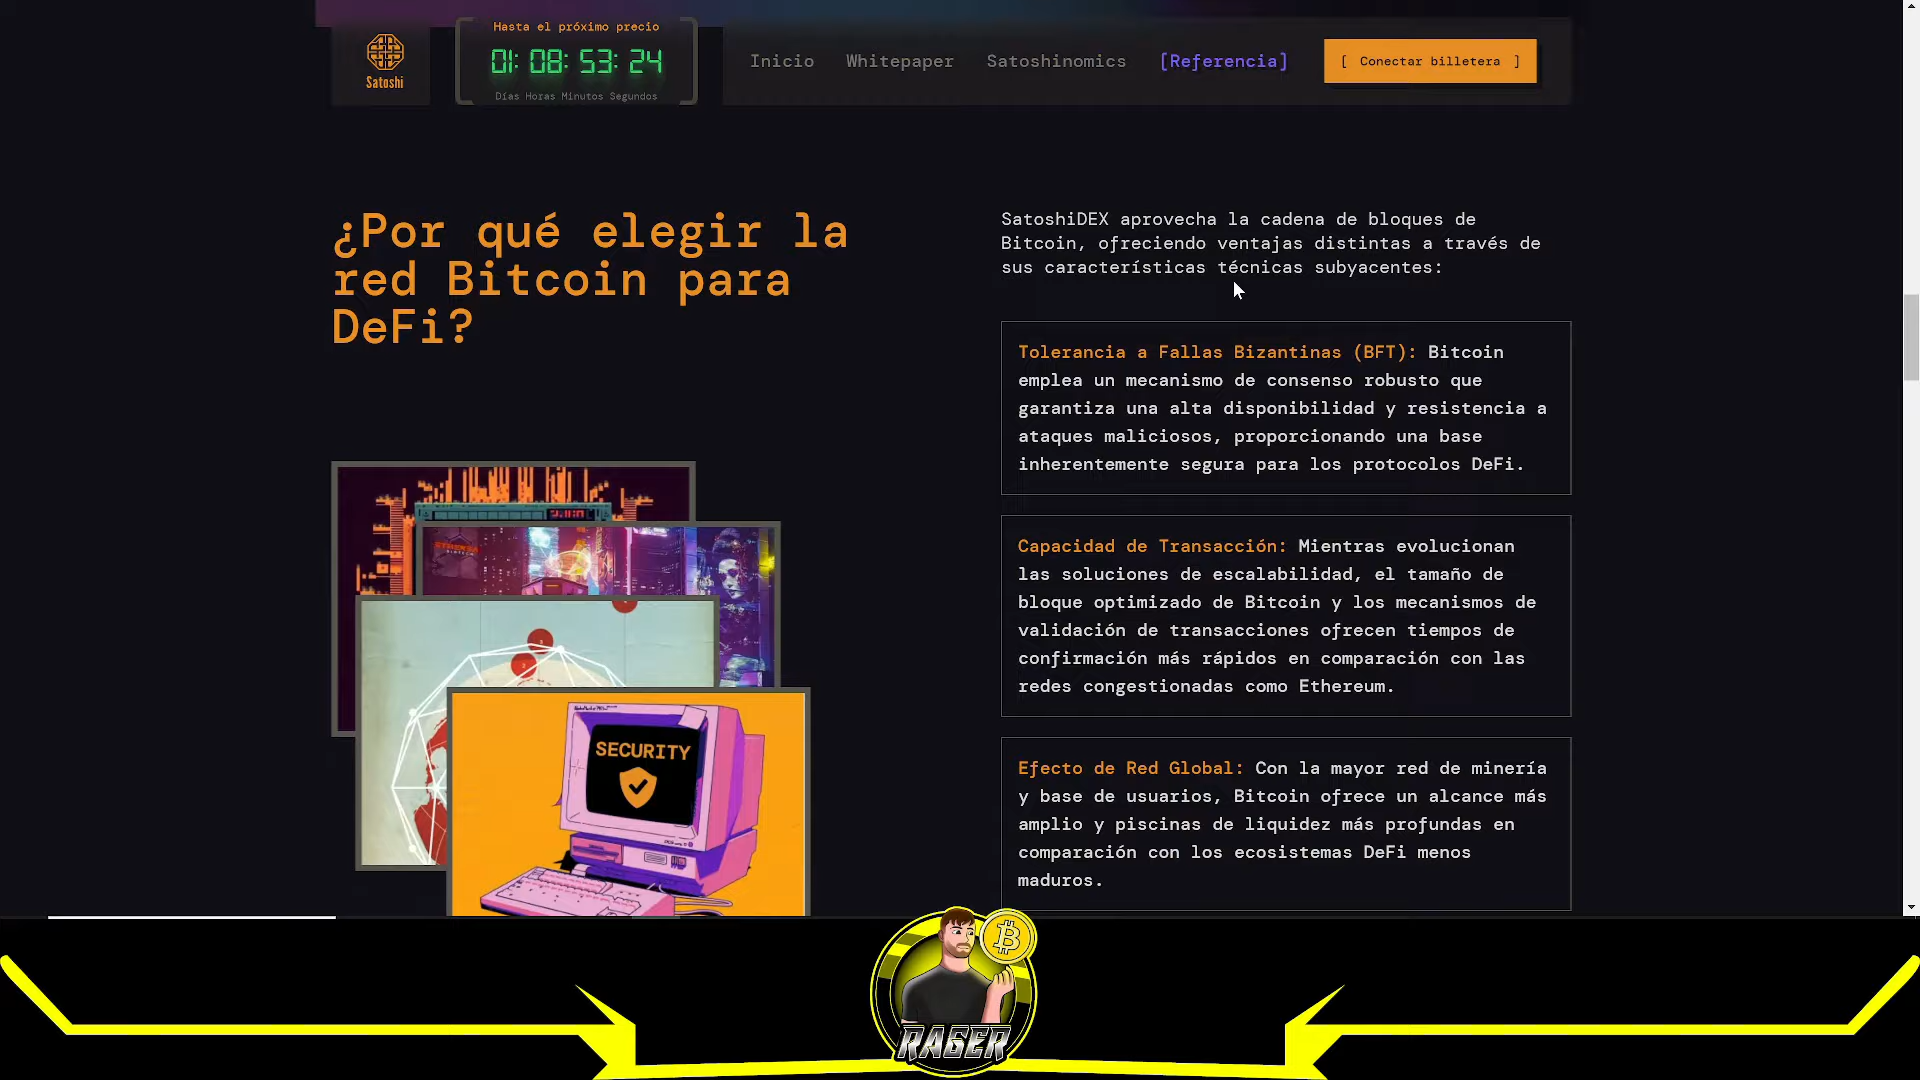 Satoshi
Hasta el próximo precio
01: 08: 53: 24
Días Horas Minutos Segundos
Inicio Whitepaper Satoshinomics [Referencia]
[ Conectar billetera ]
¿Por qué elegir la
red Bitcoin para
DeFi?
SECURITY
SatoshiDEX aprovecha la cadena de bloques de
Bitcoin, ofreciendo ventajas distintas a través de
sus características técnicas subyacentes:
Tolerancia a Fallas Bizantinas (BFT): Bitcoin
emplea un mecanismo de consenso robusto que
garantiza una alta disponibilidad y resistencia a
ataques maliciosos, proporcionando una base
inherentemente segura para los protocolos DeFi.
Capacidad de Transacción: Mientras evolucionan
las soluciones de escalabilidad, el tamaño de
bloque optimizado de Bitcoin y los mecanismos de
validación de transacciones ofrecen tiempos de
confirmación más rápidos en comparación con las
redes congestionadas como Ethereum.
Efecto de Red Global: Con la mayor red de minería
y base de usuarios, Bitcoin ofrece un alcance más
amplio y piscinas de liquidez más profundas en
comparación con los ecosistemas DeFi menos
maduros.
RAGER